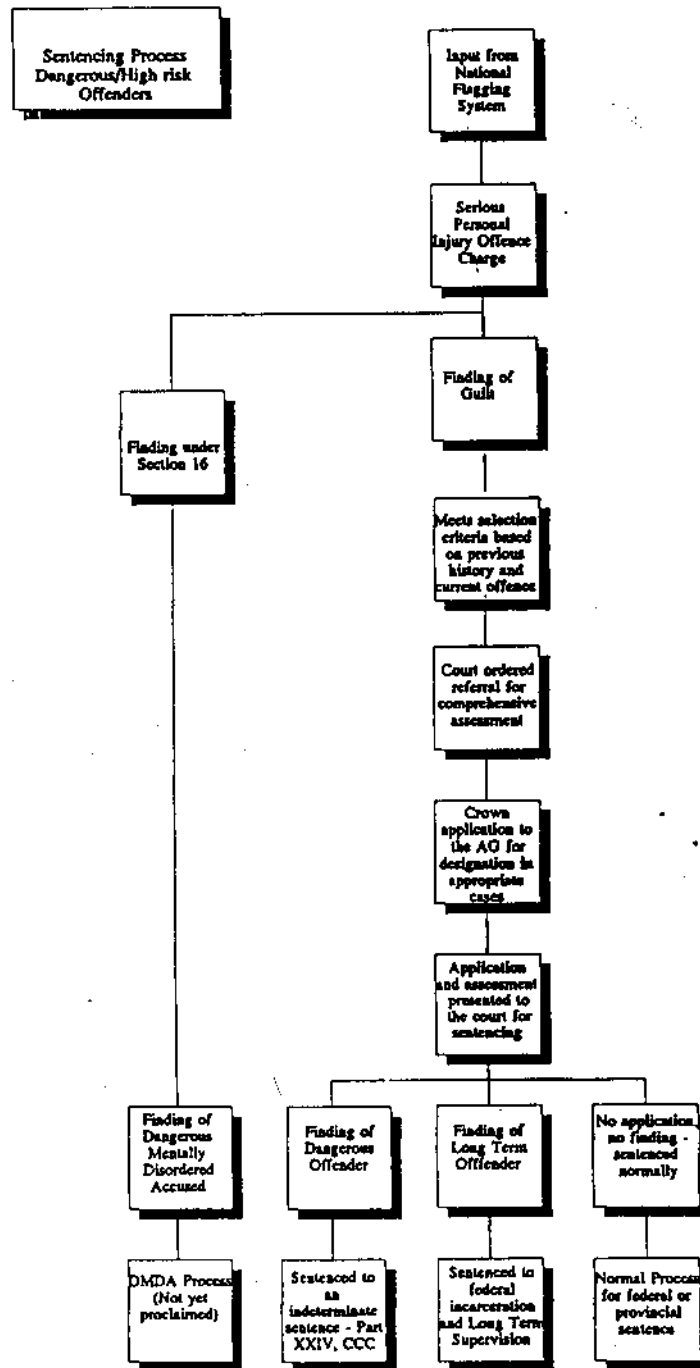 Sentencing Process
Dangerous/High risk
Offenders
Input from
National
Flagging
System
Serious
Personal
Injury Offence
Charge
Finding of
Guilt
Finding under
Section 16
Meets selection
criteria based
on previous
history and
current offence
Court ordered
referral for
comprehensive
assessment
Crown
application to
the AG for
designation in
appropriate
cases
Application
and assessment
presented to
the court for
sentencing
Finding of
Dangerous
Mentally
Disordered
Accused
Finding of
Dangerous
Offender
Finding of
Long Term
Offender
No application,
no finding -
sentenced
normally
DMDA Process
(Not yet
proclaimed)
Sentenced to
an
indeterminate
sentence - Part
XXIV, CCC
Sentenced to
federal
incarceration
and Long Term
Supervision
Normal Process
for federal or
provincial
sentence